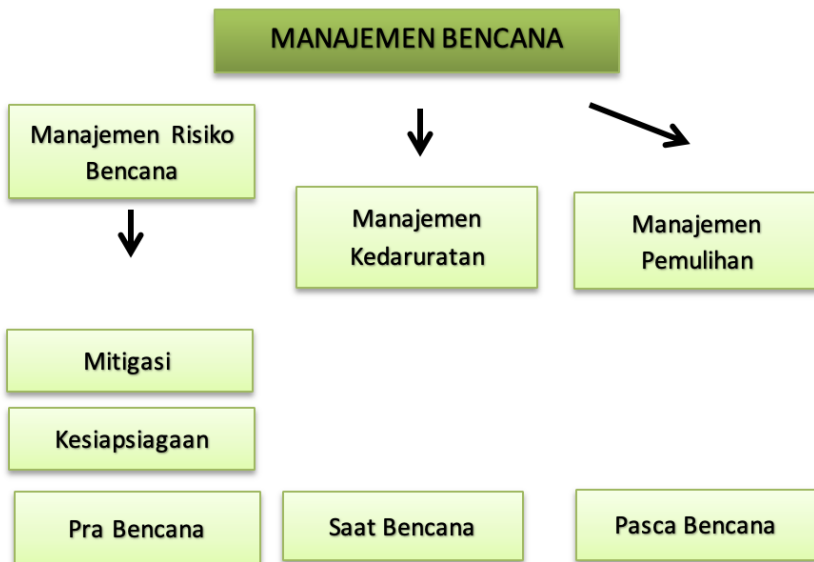 MANAJEMEN BENCANA
Manajemen Risiko
Bencana
Manajemen
Kedaruratan
Manajemen
Pemulihan
Mitigasi
Kesiapsiagaan
Pra Bencana
Saat Bencana
Pasca Bencana